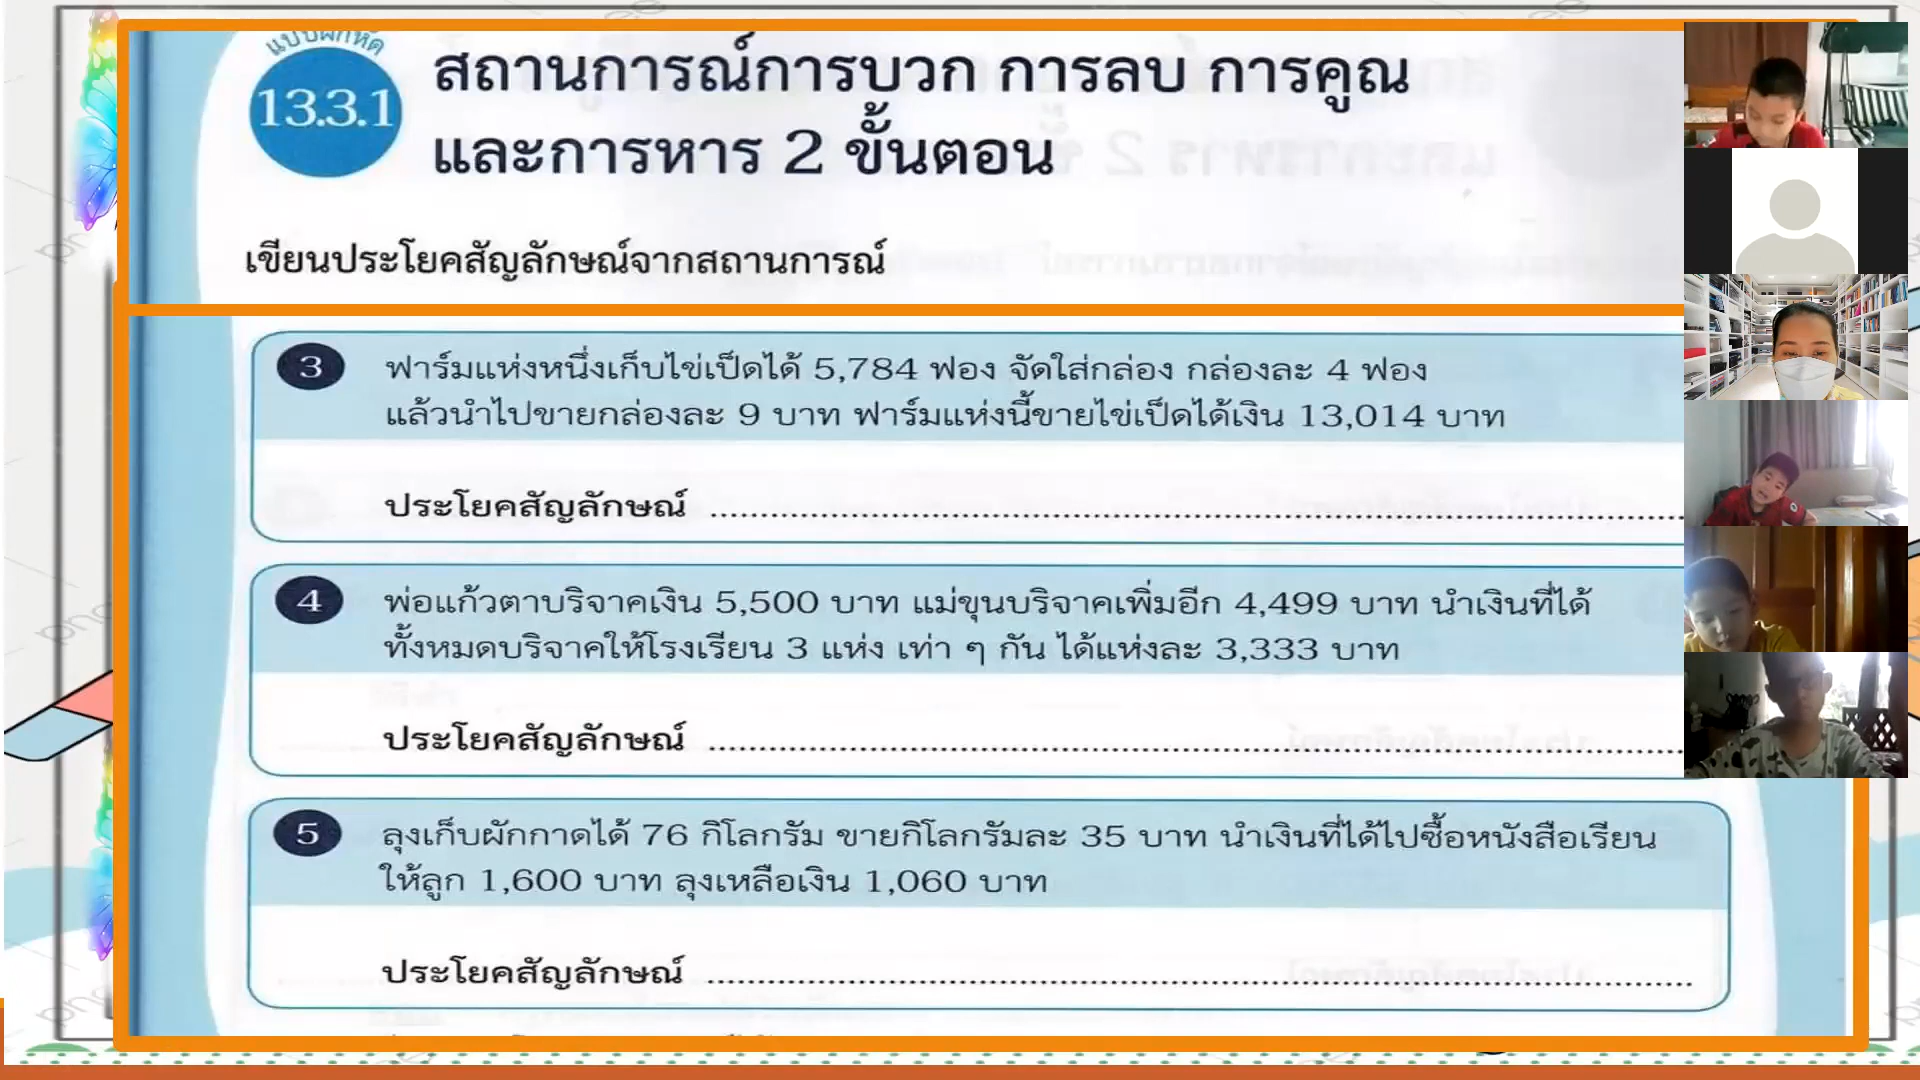 แบบฝึกหัด
13.3.1
สถานการณ์การบวก การลบ การคูณ
และการหาร 2 ขั้นตอน
เขียนประโยคสัญลักษณ์จากสถานการณ์
3 ฟาร์มแห่งหนึ่งเก็บไข่เป็ดได้ 5,784 ฟอง จัดใส่กล่อง กล่องละ 4 ฟอง
แล้วนำไปขายกล่องละ 9 บาท ฟาร์มแห่งนี้ขายไข่เป็ดได้เงิน 13,014 บาท
ประโยคสัญลักษณ์
4 พ่อแก้วตาบริจาคเงิน 5,500 บาท แม่ขุนบริจาคเพิ่มอีก 4,499 บาท นำเงินที่ได้
ทั้งหมดบริจาคให้โรงเรียน 3 แห่ง เท่า ๆ กัน ได้แห่งละ 3,333 บาท
ประโยคสัญลักษณ์
5 ลุงเก็บผักกาดได้ 76 กิโลกรัม ขายกิโลกรัมละ 35 บาท นำเงินที่ได้ไปซื้อหนังสือเรียน
ให้ลูก 1,600 บาท ลุงเหลือเงิน 1,060 บาท
ประโยคสัญลักษณ์